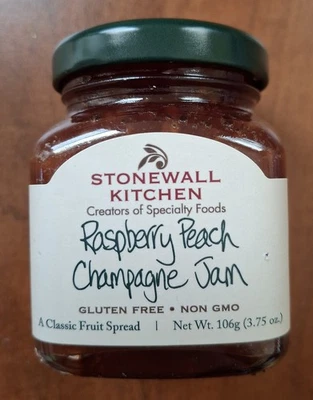 STONEWALL
KITCHEN
Creators of Specialty Foods
Raspberry Peach
Champagne Jam
GLUTEN FREE • NON GMO
A Classic Fruit Spread | Net Wt. 106g (3.75 oz.)